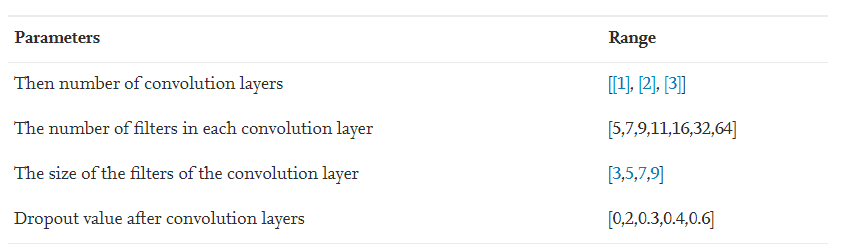 Parameters Range
Then number of convolution layers [[1], [2], [3]]
The number of filters in each convolution layer [5,7,9,11,16,32,64]
The size of the filters of the convolution layer [3,5,7,9]
Dropout value after convolution layers [0,2,0.3,0.4,0.6]